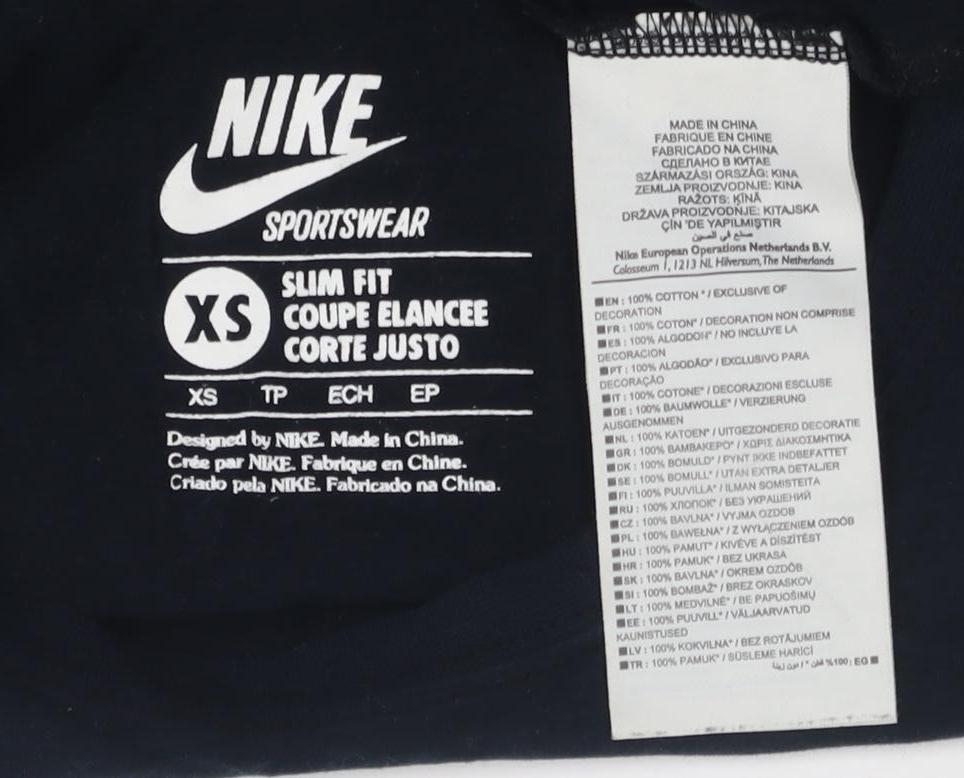 NIKE
SPORTSWEAR
XS
SLIM FIT
COUPE ELANCEE
CORTE JUSTO
XS TP ECH EP
Designed by NIKE. Made in China.
Crée par NIKE. Fabrique en Chine.
Criado pela NIKE. Fabricado na China.
MADE IN CHINA
FABRIQUE EN CHINE
FABRICADO NA CHINA
СДЕЛАНО В КИТАЕ
SZÁRMAZÁSI ORSZÁG: KINA
ZEMLJA PROIZVODNJE: KINA
RAŽOTS: ĶĪNĀ
DRŽAVA PROIZVODNJE: KITAJSKA
ÇİN 'DE YAPILMIŞTIR
صنع في الصين
Nike European Operations Netherlands B.V.
Colosseum 1, 1213 NL Hilversum, The Netherlands
EN : 100% COTTON * / EXCLUSIVE OF
DECORATION
FR : 100% COTON* / DECORATION NON COMPRISE
ES : 100% ALGODON* / NO INCLUYE LA
DECORACION
PT : 100% ALGODÃO* / EXCLUSIVO PARA
DECORAÇÃO
IT : 100% COTONE* / DECORAZIONI ESCLUSE
DE : 100% BAUMWOLLE* / VERZIERUNG
AUSGENOMMEN
NL : 100% KATOEN* / UITGEZONDERD DECORATIE
GR : 100% ΒΑΜΒΑΚΕΡΟ* / ΧΩΡΙΣ ΔΙΑΚΟΣΜΗΤΙΚΑ
DK : 100% BOMULD* / PYNT IKKE INDBEFATTET
SE : 100% BOMULL* / UTAN EXTRA DETALJER
FI : 100% PUUVILLA* / ILMAN SOMISTEITA
RU : 100% ХЛОПОК* / БЕЗ УКРАШЕНИЙ
CZ : 100% BAVLNA* / VYJMA OZDOB
PL : 100% BAWEŁNA* / Z WYŁĄCZENIEM OZDÓB
HU : 100% PAMUT* / KIVÉVE A DÍSZÍTÉST
HR : 100% PAMUK* / BEZ UKRASA
SK : 100% BAVLNA* / OKREM OZDÔB
SI : 100% BOMBAŽ* / BREZ OKRASKOV
LT : 100% MEDVILNĖ* / BE PAPUOŠIMŲ
EE : 100% PUUVILL* / VÄLJAARVATUD
KAUNISTUSED
LV : 100% KOKVILNA* / BEZ ROTĀJUMIEM
TR : 100% PAMUK* / SÜSLEME HARİCİ
EG : %100 قطن *